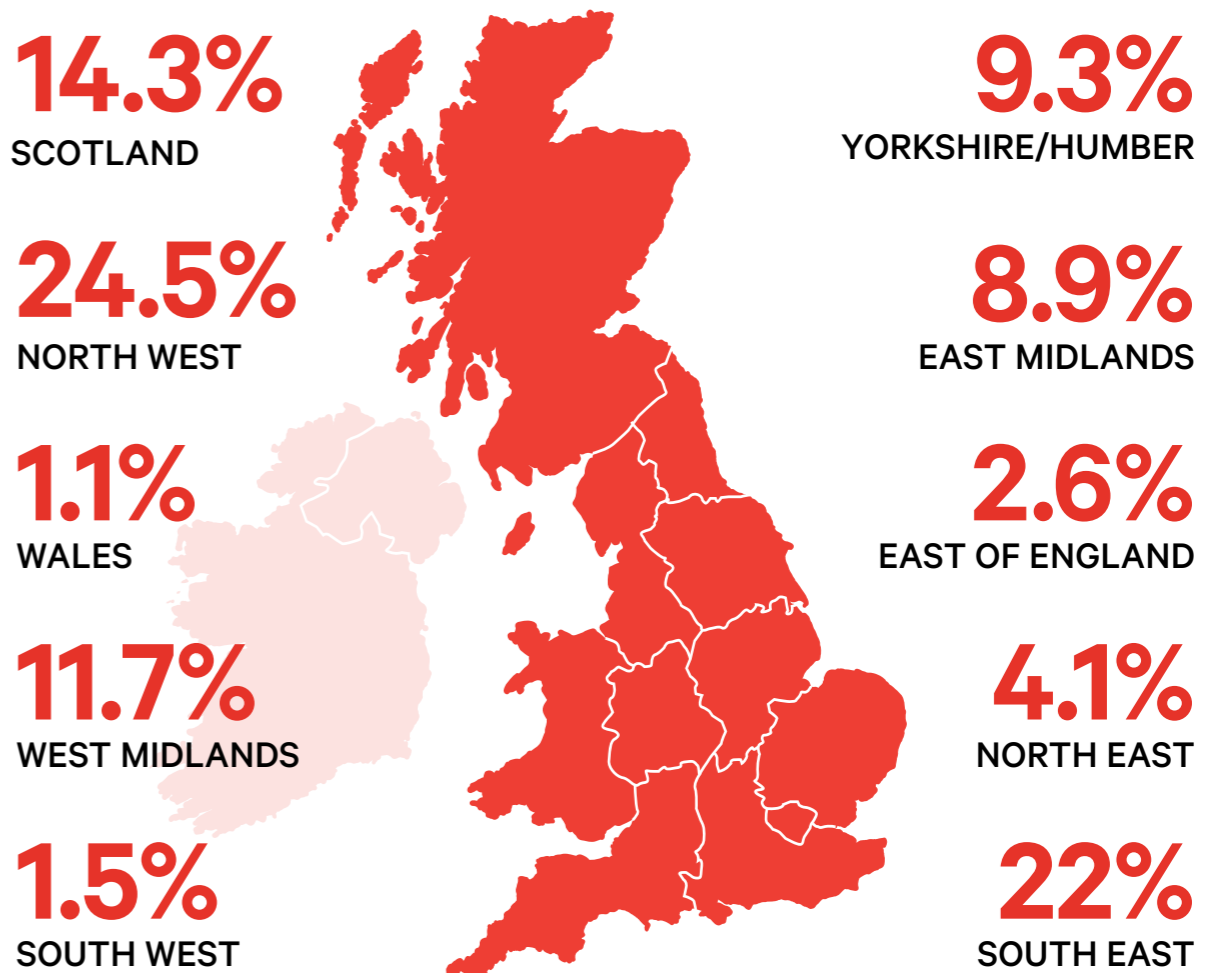 14.3%
SCOTLAND
24.5%
NORTH WEST
1.1%
WALES
11.7%
WEST MIDLANDS
1.5%
SOUTH WEST
9.3%
YORKSHIRE/HUMBER
8.9%
EAST MIDLANDS
2.6%
EAST OF ENGLAND
4.1%
NORTH EAST
22%
SOUTH EAST